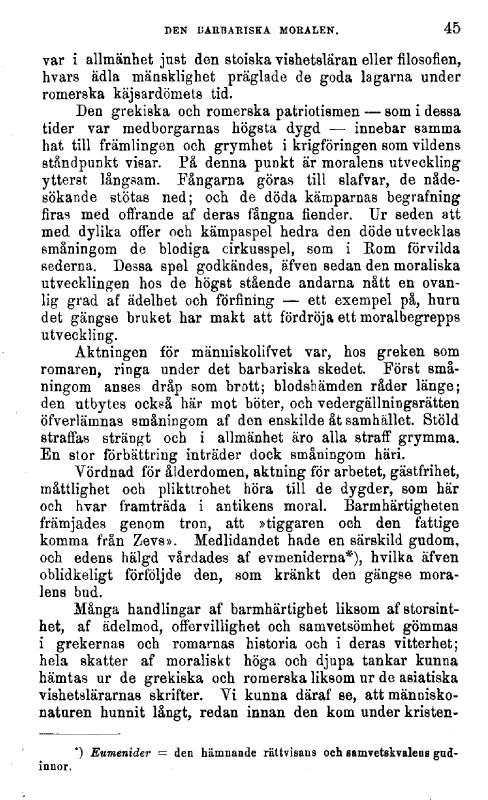 DEN BARBARISKA MORALEN. 45
var i allmänhet just den stoiska vishetsläran eller filosofien,
hvars ädla mänsklighet präglade de goda lagarna under
romerska käjsardömets tid.
Den grekiska och romerska patriotismen — som i dessa
tider var medborgarnas högsta dygd — innebar samma
hat till främlingen och grymhet i krigföringen som vildens
ståndpunkt visar. På denna punkt är moralens utveckling
ytterst långsam. Fångarna göras till slafvar, de nåde-
sökande stötas ned; och de döda kämparnas begrafning
firas med offrande af deras fångna fiender. Ur seden att
med dylika offer och kämpaspel hedra den döde utvecklas
småningom de blodiga cirkusspel, som i Rom förvilda
sederna. Dessa spel godkändes, äfven sedan den moraliska
utvecklingen hos de högst stående andarna nått en ovan-
lig grad af ädelhet och förfining — ett exempel på, huru
det gängse bruket har makt att fördröja ett moralbegrepps
utveckling.
Aktningen för människolifvet var, hos greken som
romaren, ringa under det barbariska skedet. Först små-
ningom anses dråp som brott; blodshämden råder länge;
den utbytes också här mot böter, och vedergällningsrätten
öfverlämnas småningom af den enskilde åt samhället. Stöld
straffas strängt och i allmänhet äro alla straff grymma.
En stor förbättring inträder dock småningom häri.
Vördnad för ålderdomen, aktning för arbetet, gästfrihet,
måttlighet och plikttrohet höra till de dygder, som här
och hvar framträda i antikens moral. Barmhärtigheten
främjades genom tron, att »tiggaren och den fattige
komma från Zevs». Medlidandet hade en särskild gudom,
och edens hälgd vårdades af evmeniderna*), hvilka äfven
oblidkeligt förföljde den, som kränkt den gängse mora-
lens bud.
Många handlingar af barmhärtighet liksom af storsint-
het, af ädelmod, offervillighet och samvetsömhet gömmas
i grekernas och romarnas historia och i deras vitterhet;
hela skatter af moraliskt höga och djupa tankar kunna
hämtas ur de grekiska och romerska liksom ur de asiatiska
vishetslärarnas skrifter. Vi kunna däraf se, att människo-
naturen hunnit långt, redan innan den kom under kristen-
*) Eumenider = den hämnande rättvisans och samvetskvalens gud-
innor.